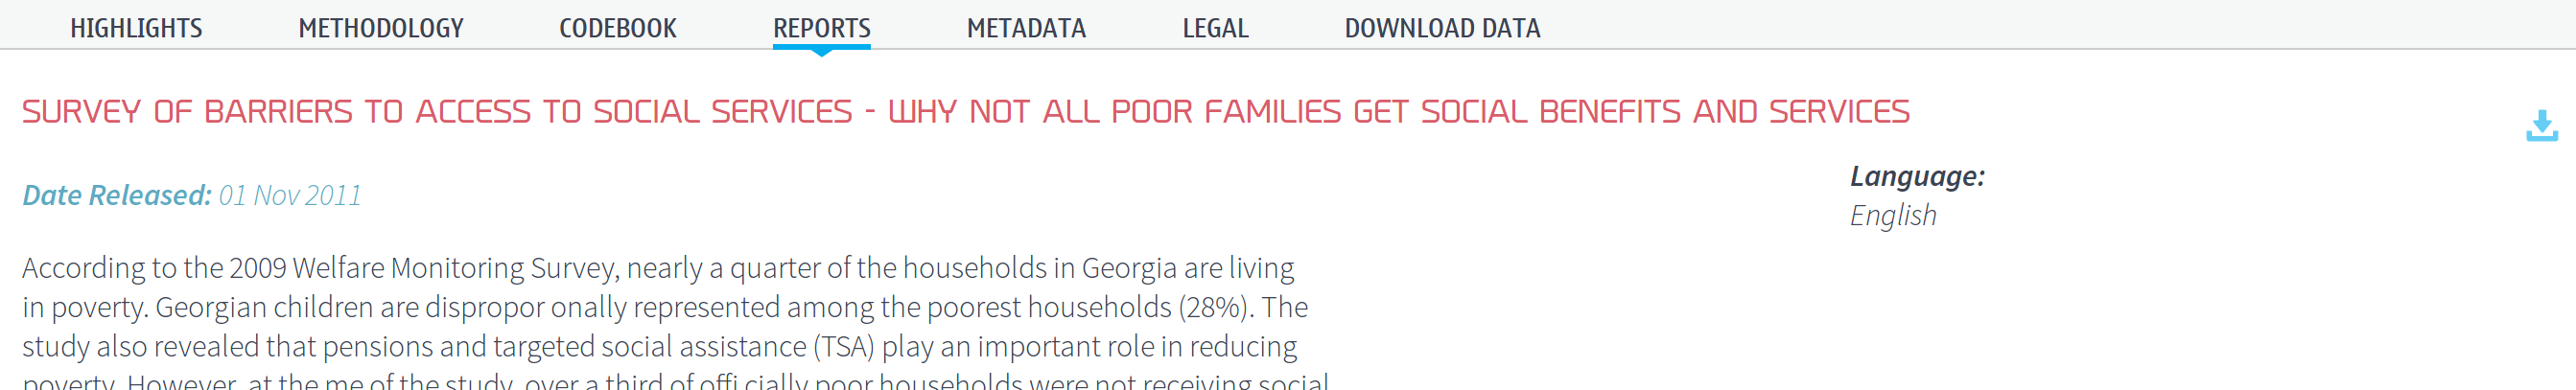 HIGHLIGHTS METHODOLOGY CODEBOOK REPORTS METADATA LEGAL DOWNLOAD DATA
SURVEY OF BARRIERS TO ACCESS TO SOCIAL SERVICES - WHY NOT ALL POOR FAMILIES GET SOCIAL BENEFITS AND SERVICES
Date Released: 01 Nov 2011
Language:
English
According to the 2009 Welfare Monitoring Survey, nearly a quarter of the households in Georgia are living
in poverty. Georgian children are dispropor onally represented among the poorest households (28%). The
study also revealed that pensions and targeted social assistance (TSA) play an important role in reducing
poverty. However, at the me of the study, over a third of offi cially poor households were not receiving social